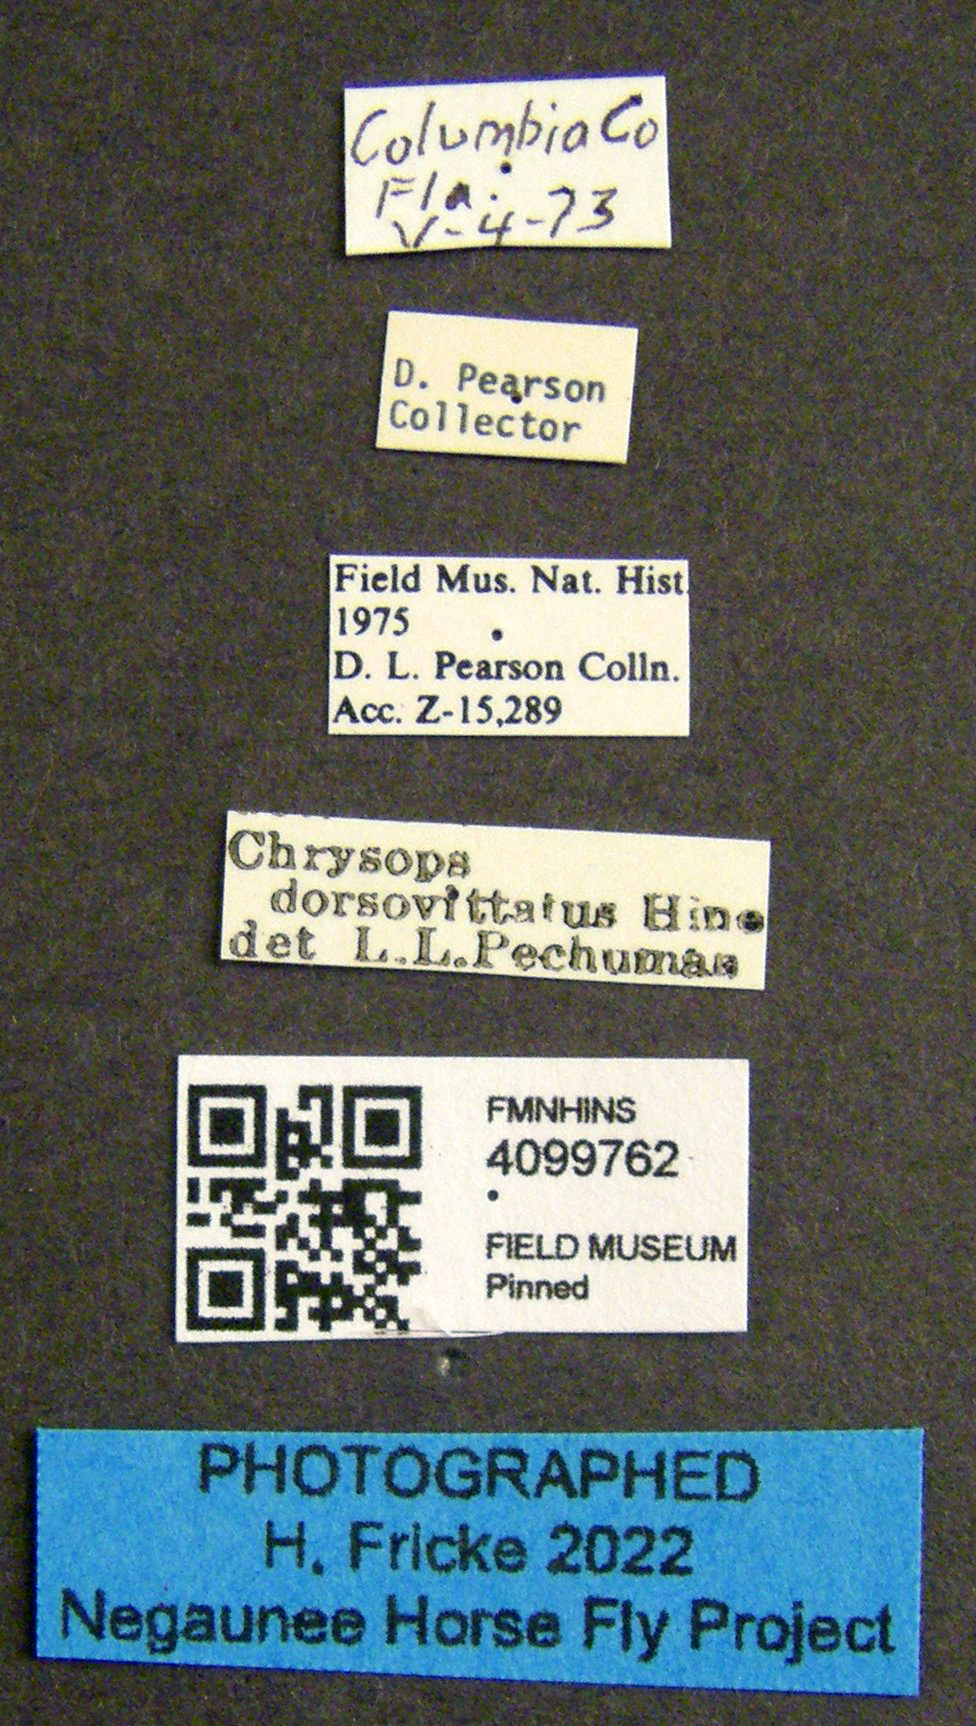 Columbia Co
Fla.
V-4-73
D. Pearson
Collector
Field Mus. Nat. Hist.
1975
D. L. Pearson Colln.
Acc. Z-15,289
Chrysops
dorsovittatus Hine
det L.L.Pechuman
FMNHINS
4099762
FIELD MUSEUM
Pinned
PHOTOGRAPHED
H. Fricke 2022
Negaunee Horse Fly Project